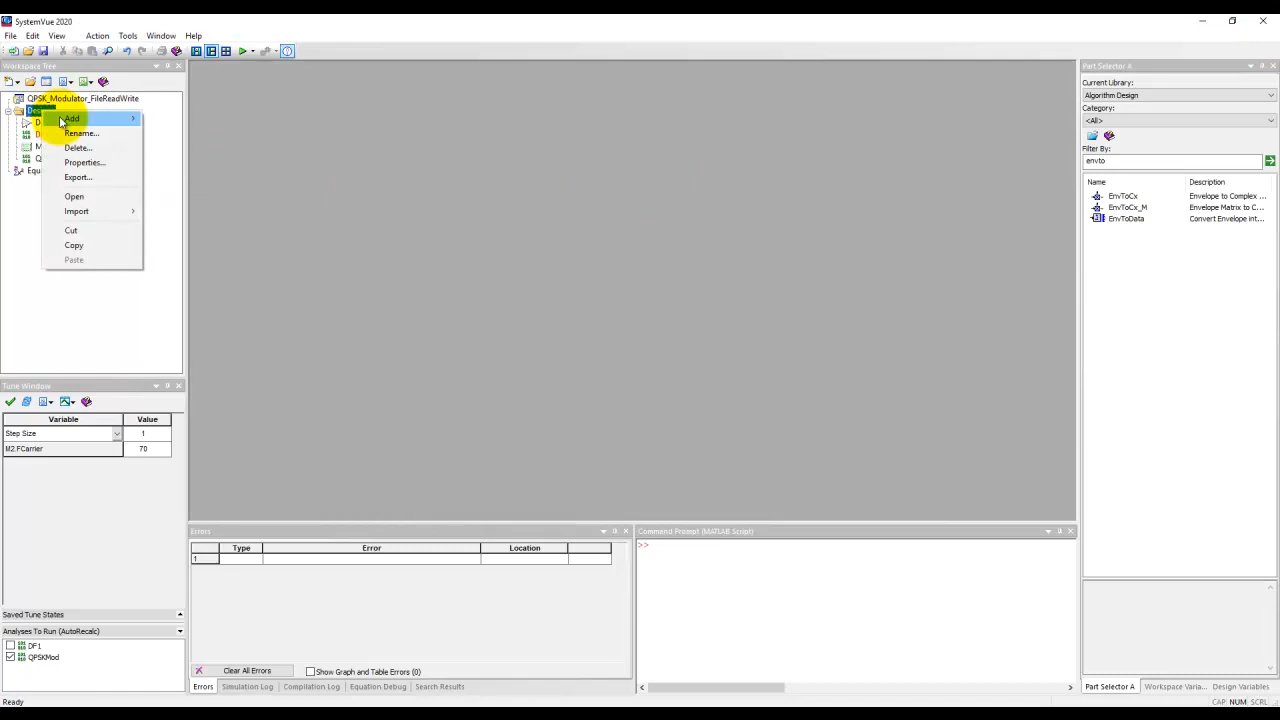 SystemVue 2020
File Edit View Action Tools Window Help
Workspace Tree
QPSK_Modulator_FileReadWrite
Add
Rename...
Delete...
Properties...
Export...
Open
Import
Cut
Copy
Paste
Tune Window
Variable Value
Step Size 1
M2.FCarrier 70
Saved Tune States
Analyses To Run (AutoRecalc)
DF1
QPSKMod
Errors
Type Error Location
1
Clear All Errors Show Graph and Table Errors (0)
Errors Simulation Log Compilation Log Equation Debug Search Results
Command Prompt (MATLAB Script)
>>
Part Selector A
Current Library:
Algorithm Design
Category:
<All>
Filter By:
envto
Name Description
EnvToCx Envelope to Complex ...
EnvToCx_M Envelope Matrix to C...
EnvToData Convert Envelope int...
Part Selector A Workspace Varia... Design Variables
Ready
CAP NUM SCRL